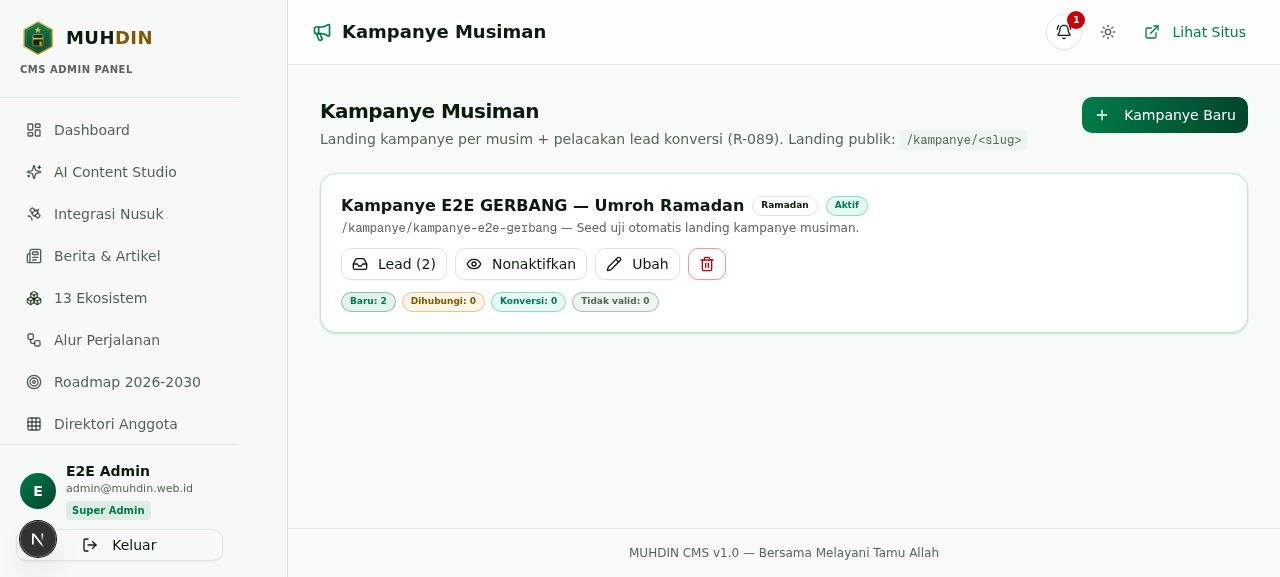 MUHDIN
CMS ADMIN PANEL
Dashboard
AI Content Studio
Integrasi Nusuk
Berita & Artikel
13 Ekosistem
Alur Perjalanan
Roadmap 2026-2030
Direktori Anggota
E
E2E Admin
admin@muhdin.web.id
Super Admin
N
Keluar
Kampanye Musiman
1
Lihat Situs
Kampanye Musiman
Landing kampanye per musim + pelacakan lead konversi (R-089). Landing publik: /kampanye/<slug>
Kampanye Baru
Kampanye E2E GERBANG — Umroh Ramadan Ramadan Aktif
/kampanye/kampanye-e2e-gerbang — Seed uji otomatis landing kampanye musiman.
Lead (2) Nonaktifkan Ubah
Baru: 2 Dihubungi: 0 Konversi: 0 Tidak valid: 0
MUHDIN CMS v1.0 — Bersama Melayani Tamu Allah